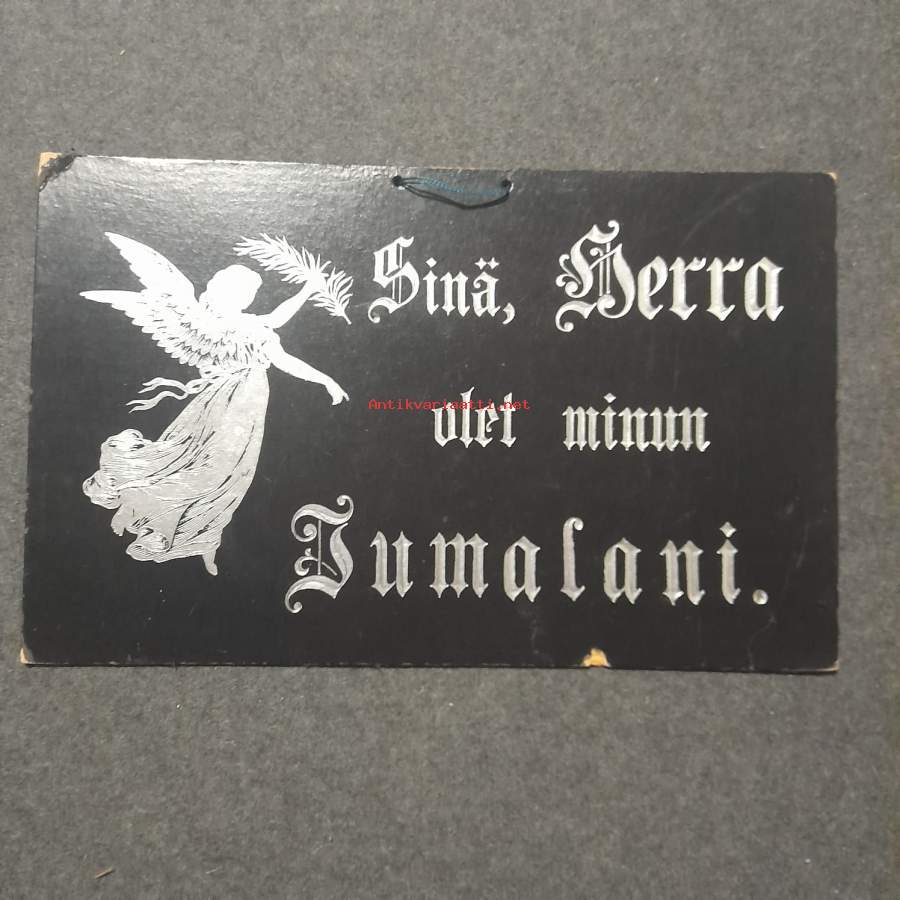 Sinä, Herra
Antikvariaatti.net
olet minun
Jumalani.